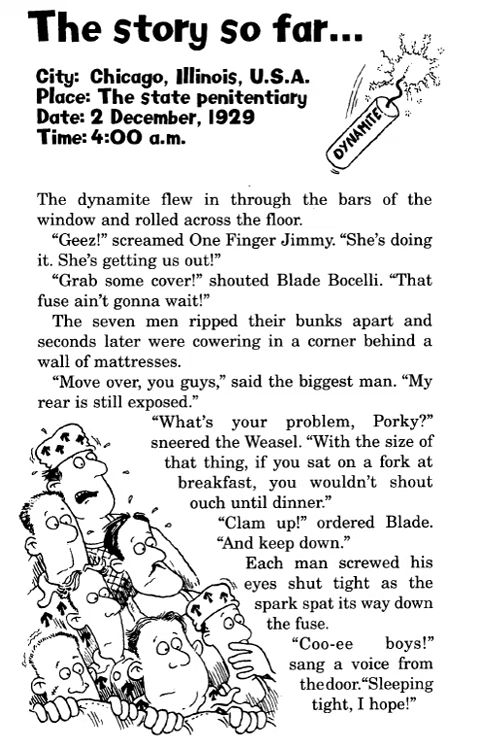 The story so far...
City: Chicago, Illinois, U.S.A.
Place: The state penitentiary
Date: 2 December, 1929
Time: 4:00 a.m.
DYNAMITE
The dynamite flew in through the bars of the
window and rolled across the floor.
“Geez!” screamed One Finger Jimmy. “She’s doing
it. She’s getting us out!”
“Grab some cover!” shouted Blade Bocelli. “That
fuse ain’t gonna wait!”
The seven men ripped their bunks apart and
seconds later were cowering in a corner behind a
wall of mattresses.
“Move over, you guys,” said the biggest man. “My
rear is still exposed.”
“What’s your problem, Porky?”
sneered the Weasel. “With the size of
that thing, if you sat on a fork at
breakfast, you wouldn’t shout
ouch until dinner.”
“Clam up!” ordered Blade.
“And keep down.”
Each man screwed his
eyes shut tight as the
spark spat its way down
the fuse.
“Coo-ee boys!”
sang a voice from
the door. “Sleeping
tight, I hope!”